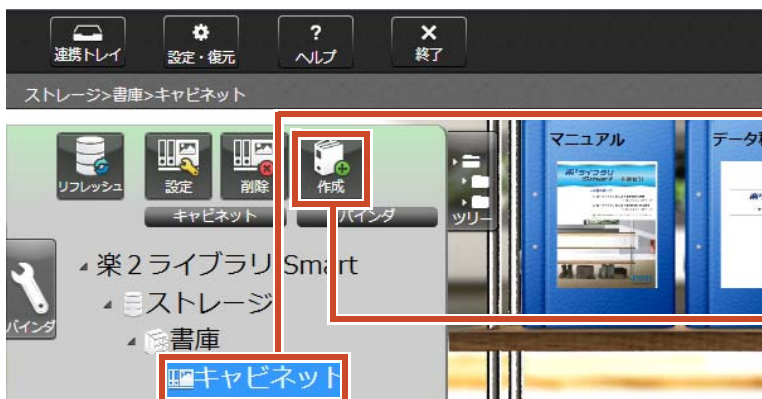 連携トレイ
設定・復元
?
ヘルプ
終了
ストレージ>書庫>キャビネット
リフレッシュ
設定
削除
作成
キャビネット
バインダ
ツリー
マニュアル
データ
バインダ
楽2ライブラリ Smart
ストレージ
書庫
キャビネット